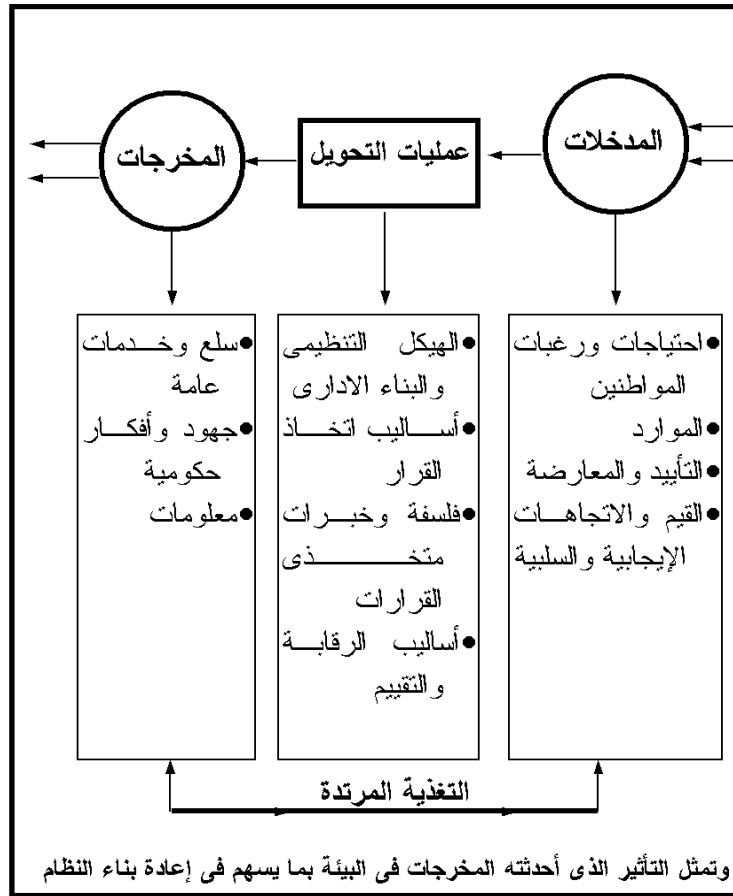 المدخلات
عمليات التحويل
المخرجات
●احتياجات ورغبات
المواطنين
●الموارد
●التأييد والمعارضة
●القيم والاتجاهات
الإيجابية والسلبية
●الهيكل التنظيمى
والبناء الادارى
●أساليب اتخاذ
القرار
●فلسفة وخبرات
متخذى
القرارات
●أساليب الرقابة
والتقييم
●سلع وخدمات
عامة
●جهود وأفكار
حكومية
●معلومات
التغذية المرتدة
وتمثل التأثير الذى أحدثته المخرجات فى البيئة بما يسهم فى إعادة بناء النظام